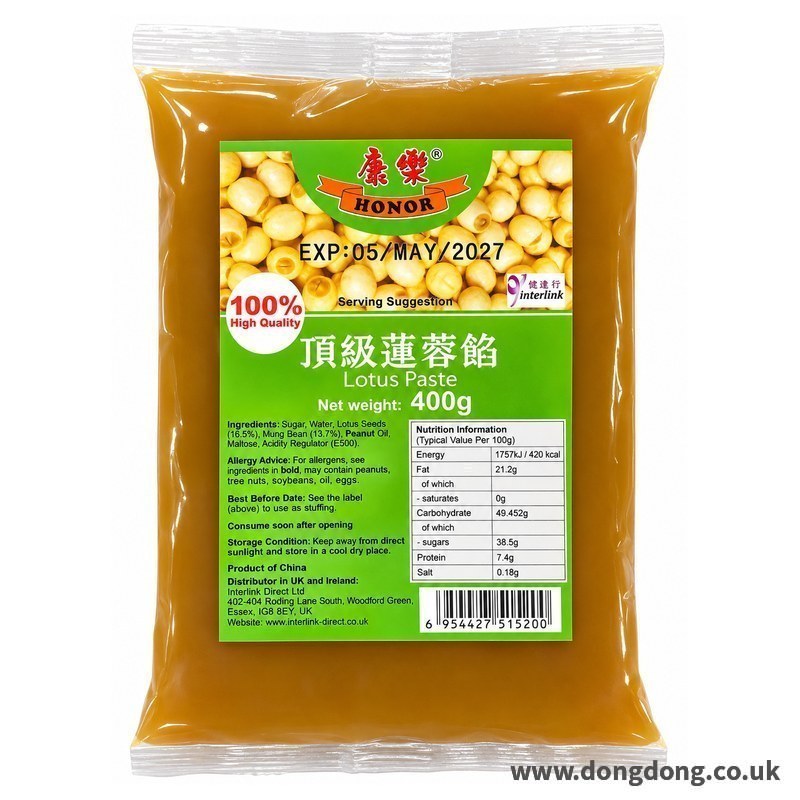 康樂®
HONOR
EXP:05/MAY/2027
健達行
interlink
Serving Suggestion
100%
High Quality
頂級蓮蓉餡
Lotus Paste
Net weight: 400g
Ingredients: Sugar, Water, Lotus Seeds
(16.5%), Mung Bean (13.7%), Peanut Oil,
Maltose, Acidity Regulator (E500).
Allergy Advice: For allergens, see
ingredients in bold, may contain peanuts,
tree nuts, soybeans, oil, eggs.
Best Before Date: See the label
(above) to use as stuffing.
Consume soon after opening
Storage Condition: Keep away from direct
sunlight and store in a cool dry place.
Product of China
Distributor in UK and Ireland:
Interlink Direct Ltd
402-404 Roding Lane South, Woodford Green,
Essex, IG8 8EY, UK
Website: www.interlink-direct.co.uk
Nutrition Information
(Typical Value Per 100g)
Energy 1757kJ / 420 kcal
Fat 21.2g
of which
- saturates 0g
Carbohydrate 49.452g
of which
- sugars 38.5g
Protein 7.4g
Salt 0.18g
6 954427 515200
www.dongdong.co.uk